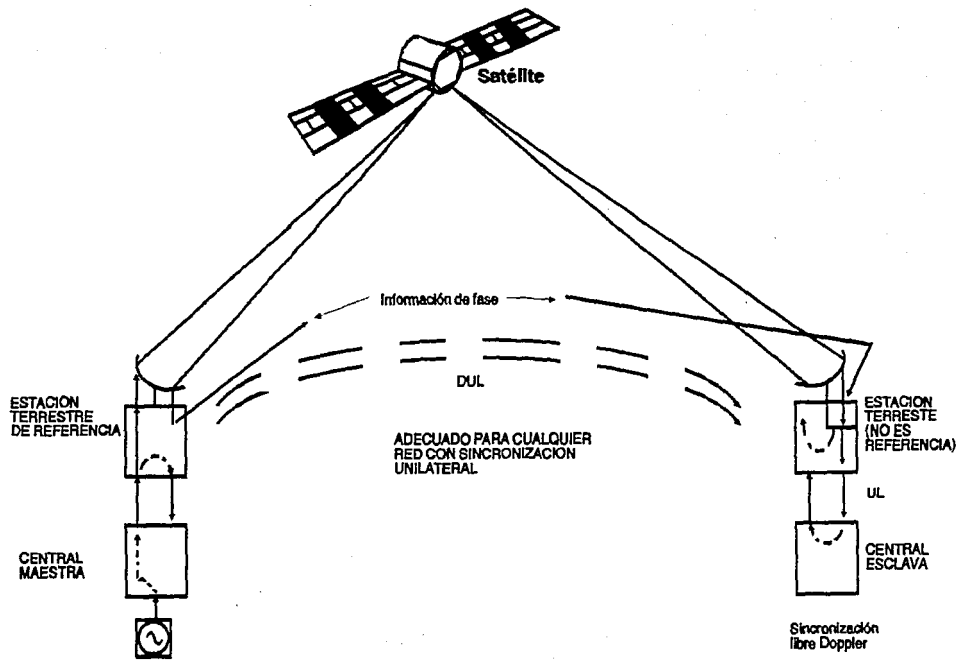 Satélite
Información de fase
DUL
ESTACION
TERRESTRE
DE REFERENCIA
ADECUADO PARA CUALQUIER
RED CON SINCRONIZACION
UNILATERAL
ESTACION
TERRESTE
(NO ES
REFERENCIA)
UL
CENTRAL
MAESTRA
CENTRAL
ESCLAVA
Sincronización
libre Doppler